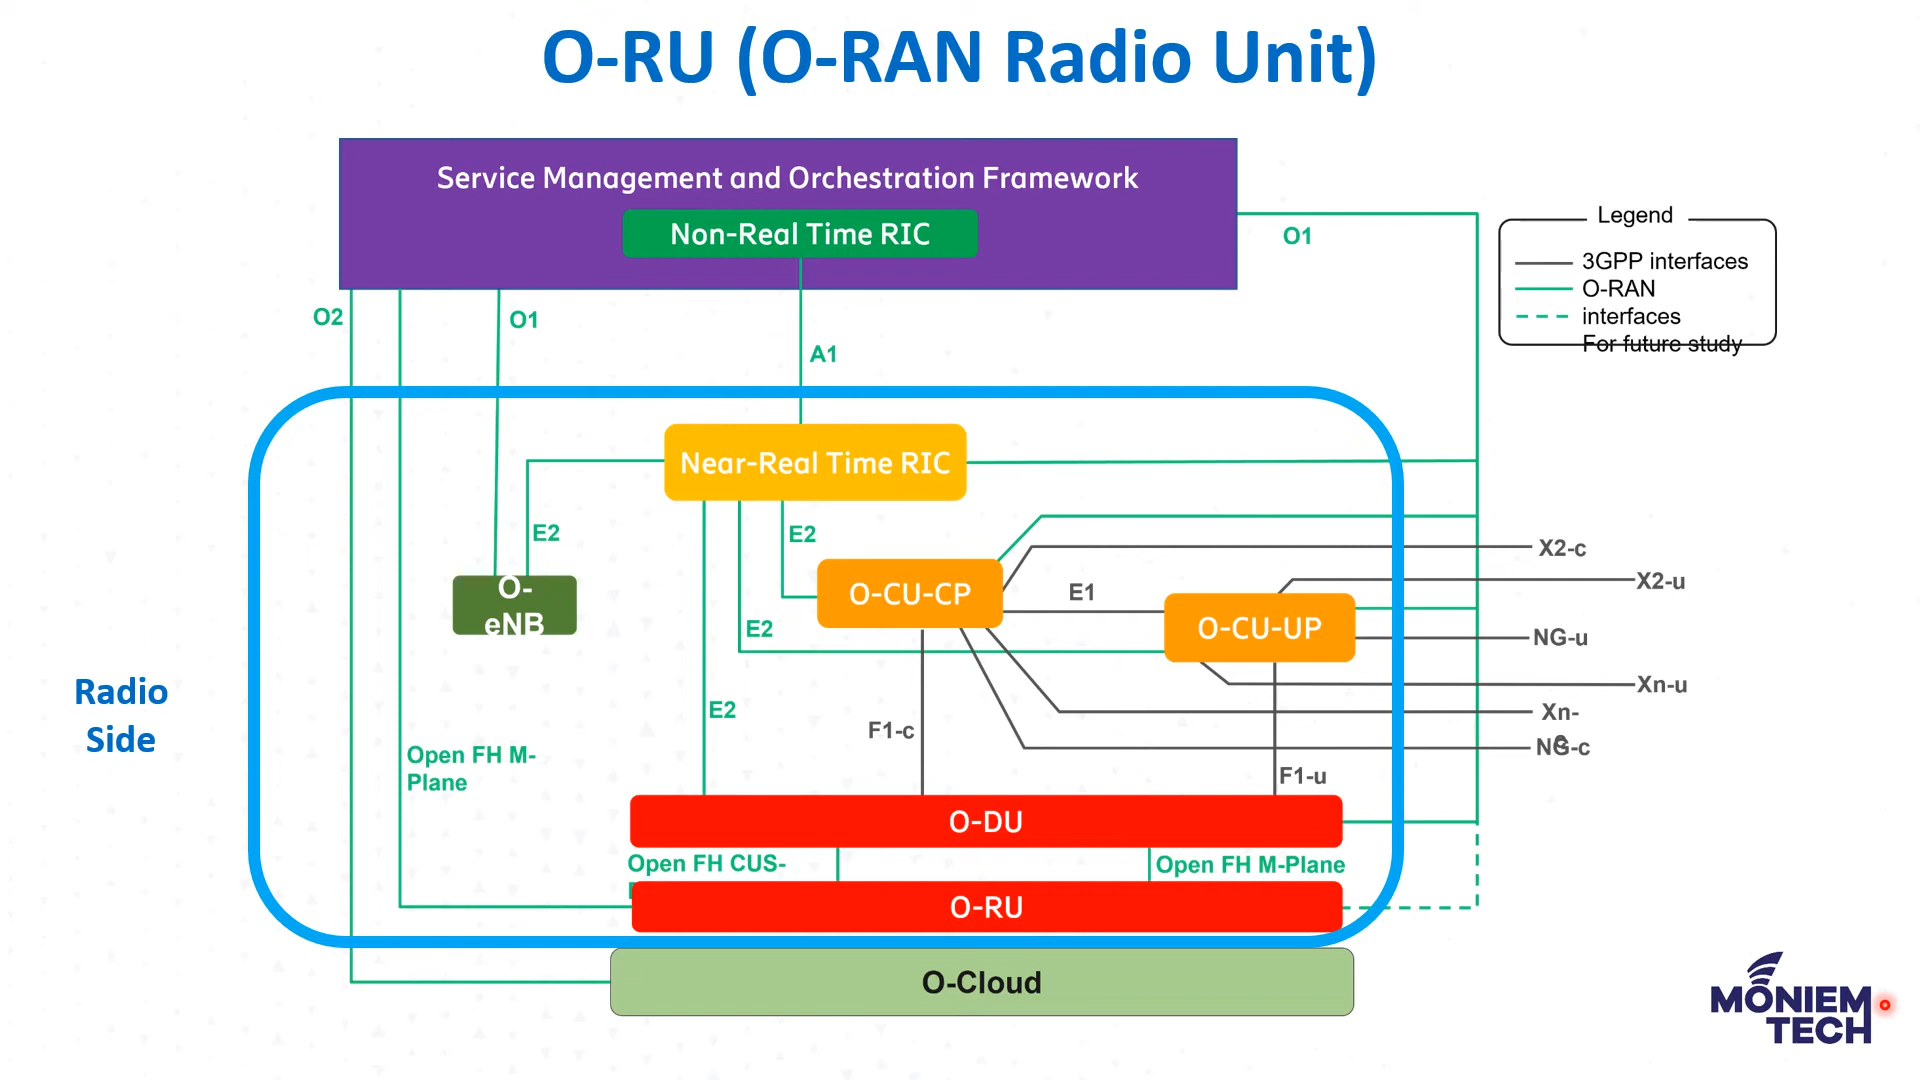 O-RU (O-RAN Radio Unit)
Service Management and Orchestration Framework
Non-Real Time RIC
O1
Legend
3GPP interfaces
O-RAN
interfaces
For future study
O2
O1
A1
Near-Real Time RIC
E2
E2
O-
eNB
O-CU-CP
E1
O-CU-UP
X2-c
X2-u
NG-u
E2
Xn-u
Radio
Side
E2
F1-c
Xn-
c
NG-c
Open FH M-
Plane
F1-u
O-DU
Open FH CUS-
Open FH M-Plane
O-RU
O-Cloud
MONIEM
TECH